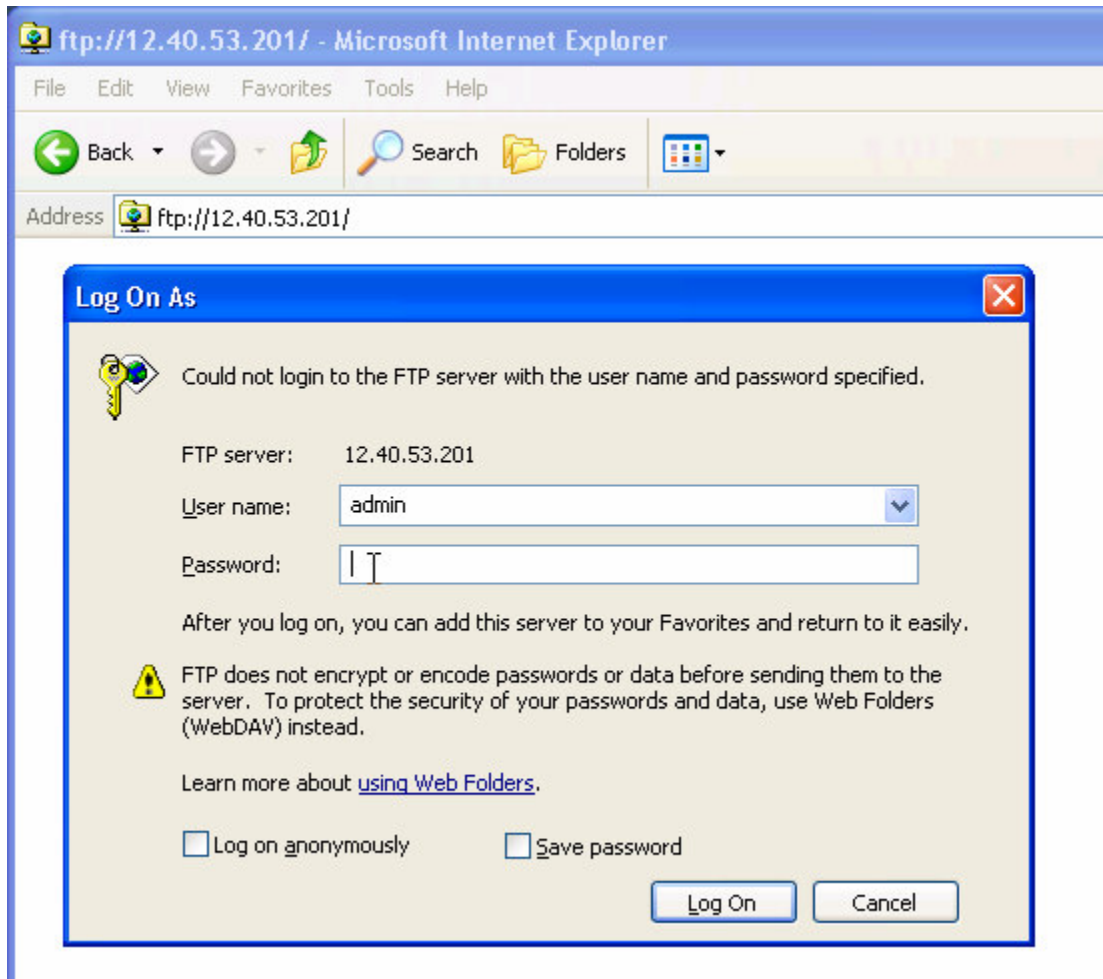 ftp://12.40.53.201/ - Microsoft Internet Explorer
File Edit View Favorites Tools Help
Back Search Folders
Address ftp://12.40.53.201/
Log On As
Could not login to the FTP server with the user name and password specified.
FTP server: 12.40.53.201
User name: admin
Password:
After you log on, you can add this server to your Favorites and return to it easily.
FTP does not encrypt or encode passwords or data before sending them to the
server. To protect the security of your passwords and data, use Web Folders
(WebDAV) instead.
Learn more about using Web Folders.
Log on anonymously Save password
Log On Cancel